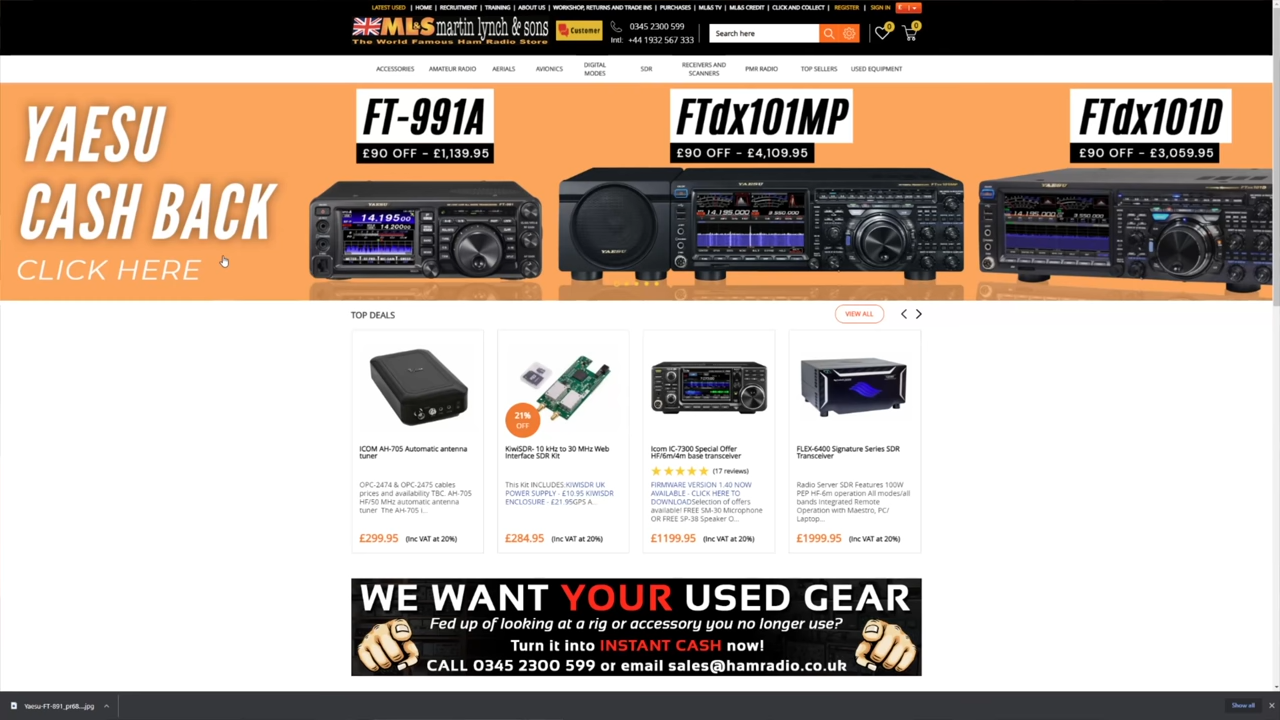 LATEST USED | HOME | RECRUITMENT | TRAINING | ABOUT US | WORKSHOP, RETURNS AND TRADE INS | PURCHASES | ML&S TV | ML&S CREDIT | CLICK AND COLLECT | REGISTER | SIGN IN
ML&S martin lynch & sons
The World Famous Ham Radio Store
Customer
0345 2300 599
Intl: +44 1932 567 333
Search here
0
0
ACCESSORIES
AMATEUR RADIO
AERIALS
AVIONICS
DIGITAL
MODES
SDR
RECEIVERS AND
SCANNERS
PMR RADIO
TOP SELLERS
USED EQUIPMENT
YAESU
CASH BACK
CLICK HERE
FT-991A
£90 OFF - £1,139.95
FTdx101MP
£90 OFF - £4,109.95
FTdx101D
£90 OFF - £3,059.95
TOP DEALS
VIEW ALL
ICOM AH-705 Automatic antenna
tuner
OPC-2474 & OPC-2475 cables
prices and availability TBC. AH-705
HF/50 MHz automatic antenna
tuner The AH-705 i...
£299.95 (Inc VAT at 20%)
21%
OFF
KiwiSDR- 10 kHz to 30 MHz Web
Interface SDR Kit
This Kit INCLUDES:KIWISDR UK
POWER SUPPLY - £10.95 KIWISDR
ENCLOSURE - £21.95GPS A...
£284.95 (Inc VAT at 20%)
Icom IC-7300 Special Offer
HF/6m/4m base transceiver
(17 reviews)
FIRMWARE VERSION 1.40 NOW
AVAILABLE - CLICK HERE TO
DOWNLOADSelection of offers
available! FREE SM-30 Microphone
OR FREE SP-38 Speaker O...
£1199.95 (Inc VAT at 20%)
FLEX-6400 Signature Series SDR
Transceiver
Radio Server SDR Features 100W
PEP HF-6m operation All modes/all
bands Integrated Remote
Operation with Maestro, PC/
Laptop...
£1999.95 (Inc VAT at 20%)
WE WANT YOUR USED GEAR
Fed up of looking at a rig or accessory you no longer use?
Turn it into INSTANT CASH now!
CALL 0345 2300 599 or email sales@hamradio.co.uk
Yaesu-FT-891_pr68....jpg
Show all